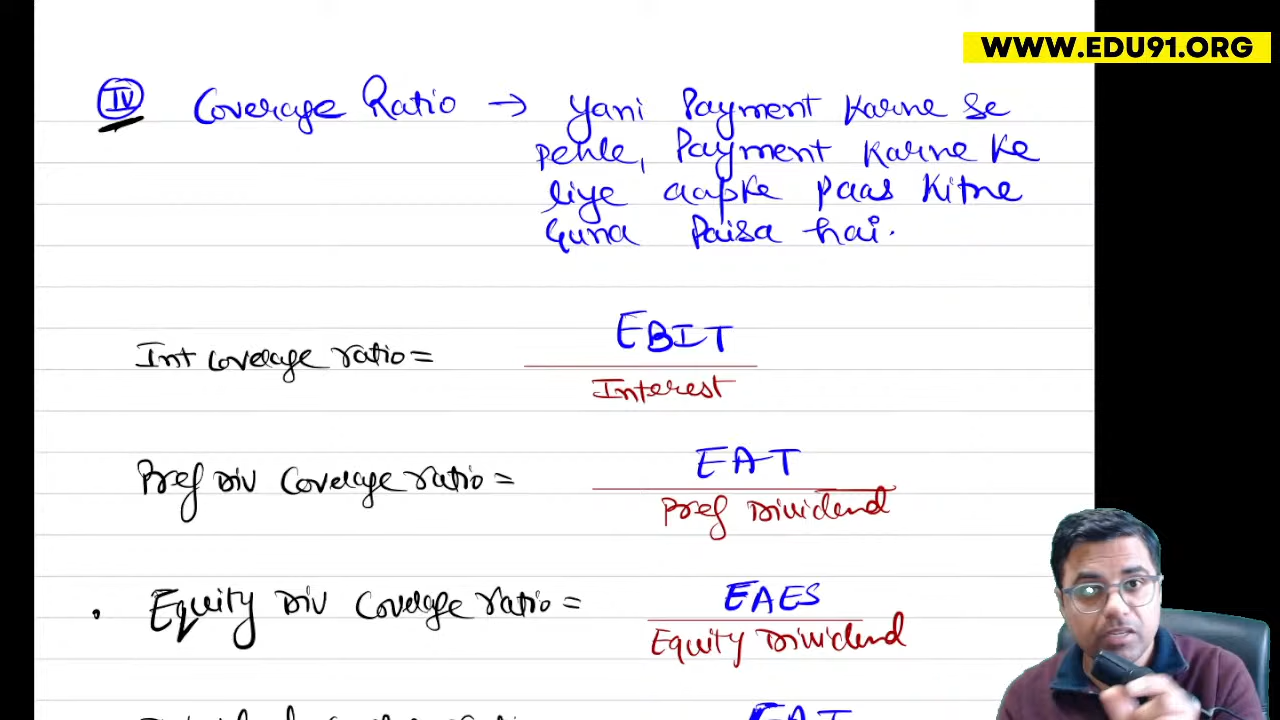 WWW.EDU91.ORG
IV Coverage Ratio → yani Payment Karne se
pehle, Payment Karne Ke
liye aapke paas Kitne
Guna Paisa hai.
Int Coverage ratio = EBIT
Interest
Pref Div Coverage ratio = EAT
Pref Dividend
Equity Div Coverage ratio = EAES
Equity Dividend
EAT